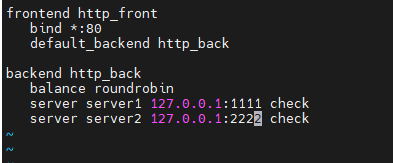 frontend http_front
bind *:80
default_backend http_back
backend http_back
balance roundrobin
server server1 127.0.0.1:1111 check
server server2 127.0.0.1:2222 check
~
~